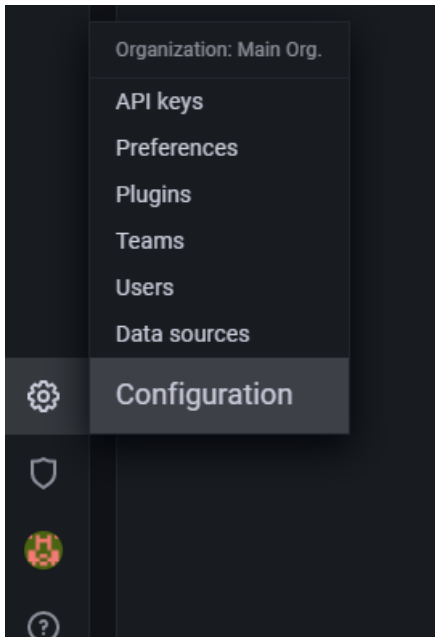 Organization: Main Org.
API keys
Preferences
Plugins
Teams
Users
Data sources
Configuration
?